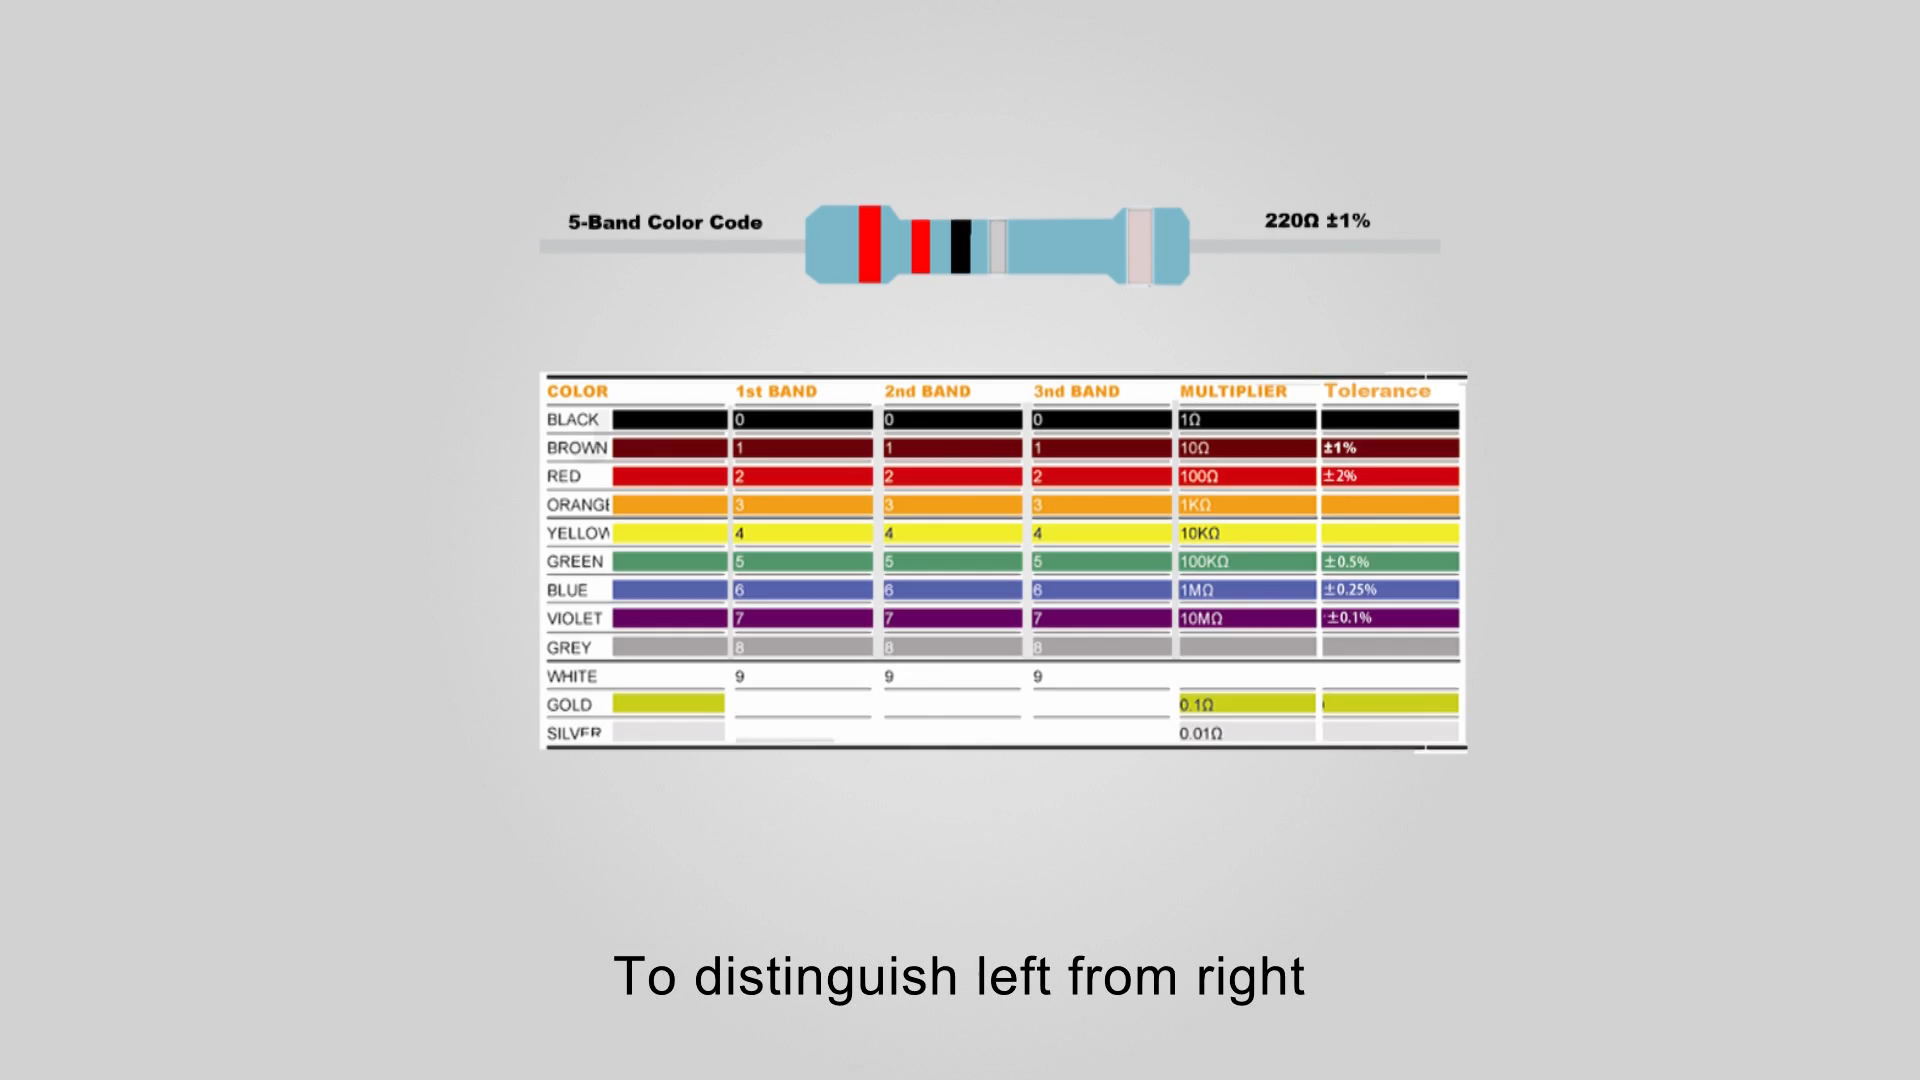 5-Band Color Code 220Ω ±1%
COLOR 1st BAND 2nd BAND 3nd BAND MULTIPLIER Tolerance
BLACK 0 0 0 1Ω
BROWN 1 1 1 10Ω ±1%
RED 2 2 2 100Ω ±2%
ORANGE 3 3 3 1KΩ
YELLOW 4 4 4 10KΩ
GREEN 5 5 5 100KΩ ±0.5%
BLUE 6 6 6 1MΩ ±0.25%
VIOLET 7 7 7 10MΩ ±0.1%
GREY 8 8 8
WHITE 9 9 9
GOLD 0.1Ω
SILVER 0.01Ω
To distinguish left from right